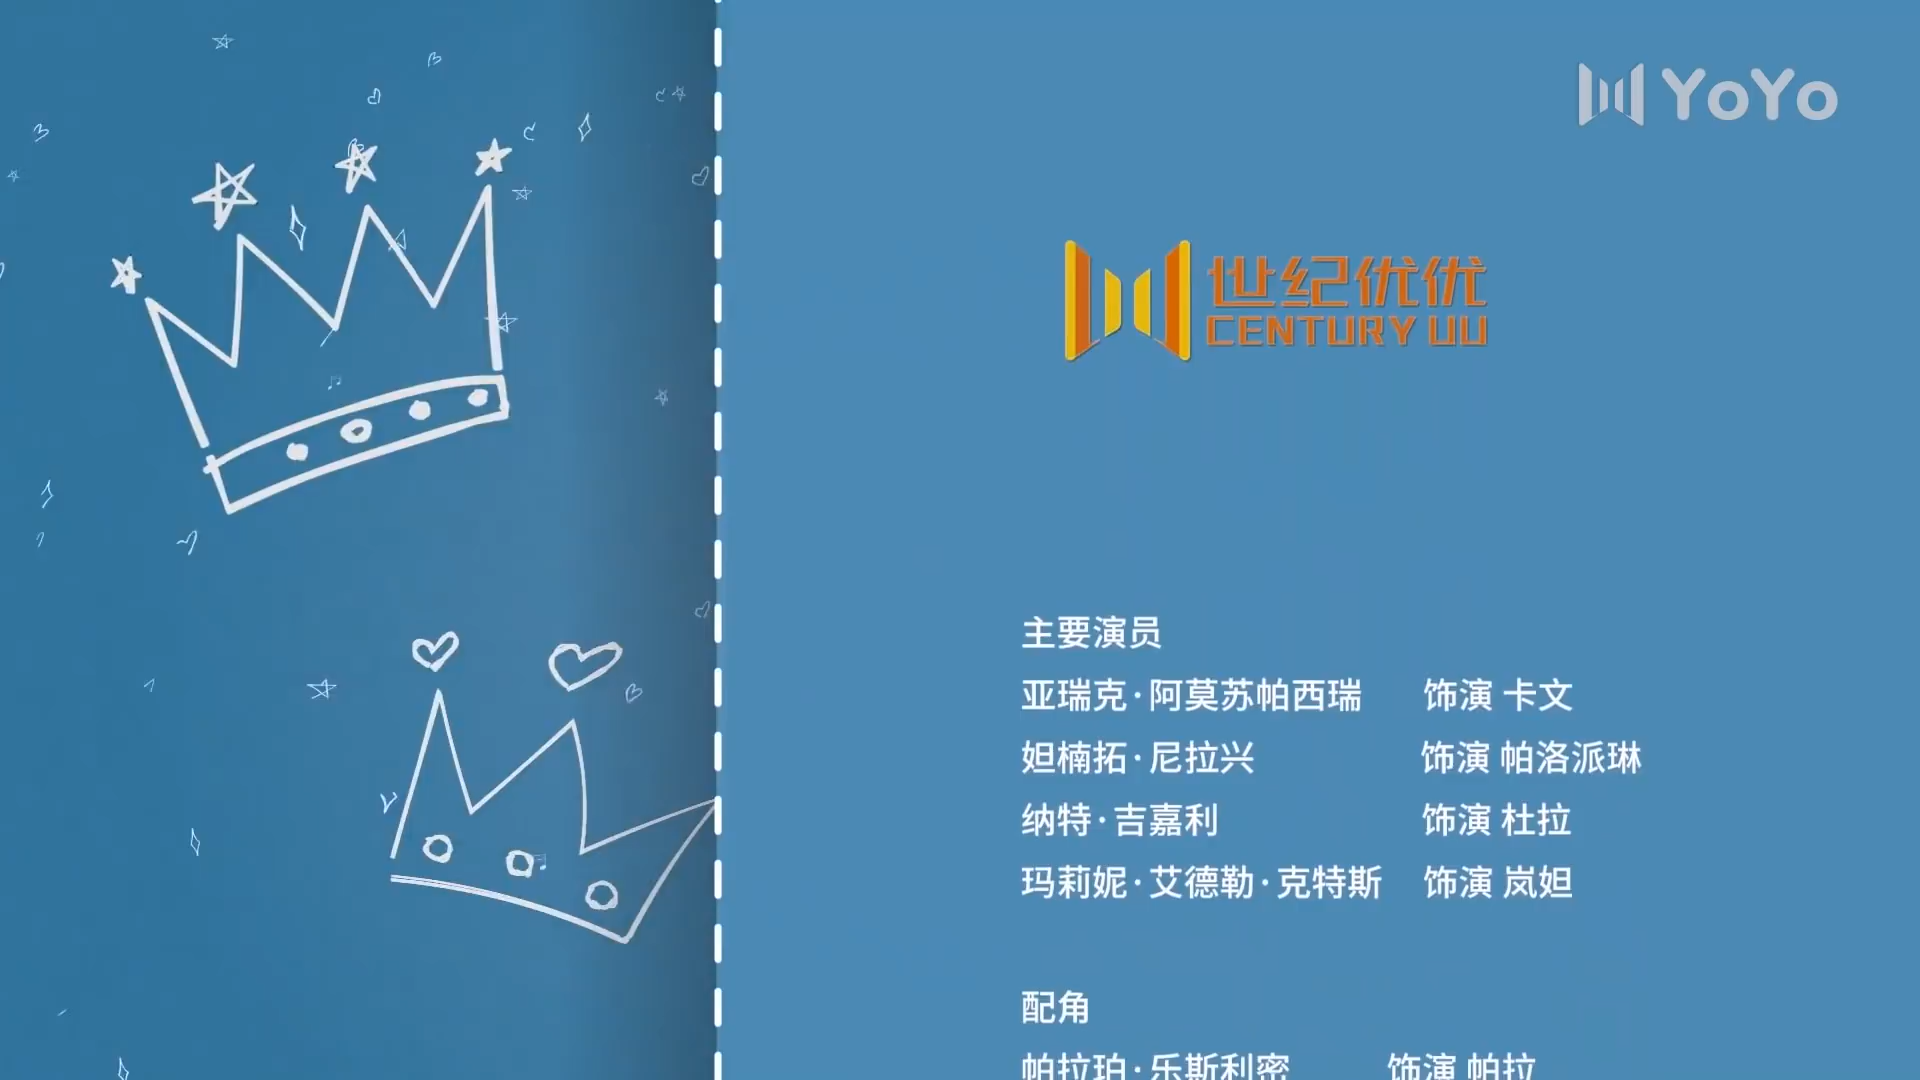 YoYo
世纪优优
CENTURY UU
主要演员
亚瑞克·阿莫苏帕西瑞 饰演 卡文
妲楠拓·尼拉兴 饰演 帕洛派琳
纳特·吉嘉利 饰演 杜拉
玛莉妮·艾德勒·克特斯 饰演 岚妲
配角
帕拉珀·乐斯利密 饰演 帕拉